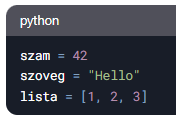 python
szam = 42
szoveg = "Hello"
lista = [1, 2, 3]